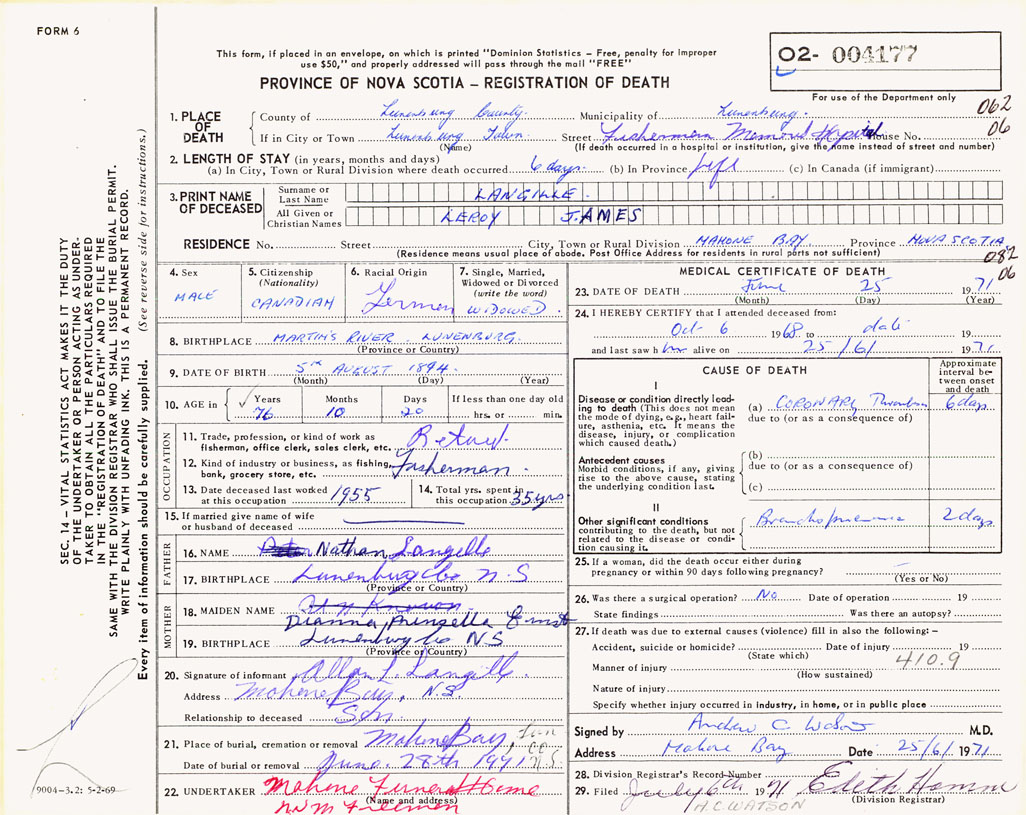 FORM 6
This form, if placed in an envelope, on which is printed "Dominion Statistics – Free, penalty for improper
use $50," and properly addressed will pass through the mail "FREE"
PROVINCE OF NOVA SCOTIA – REGISTRATION OF DEATH
O2- 004177
For use of the Department only
062
06
1. PLACE OF DEATH
County of Lunenburg County Municipality of Lunenburg
If in City or Town Lunenburg Town Street Fisherman Memorial Hospital House No.
(Name) (If death occurred in a hospital or institution, give the name instead of street and number)
2. LENGTH OF STAY (in years, months and days)
(a) In City, Town or Rural Division where death occurred 6 days (b) In Province Life (c) In Canada (if immigrant)
3. PRINT NAME OF DECEASED
Surname or Last Name LANGILLE
All Given or Christian Names LEROY JAMES
RESIDENCE No. Street City, Town or Rural Division MAHONE BAY Province NOVA SCOTIA
(Residence means usual place of abode. Post Office Address for residents in rural parts not sufficient)
082
06
4. Sex MALE
5. Citizenship (Nationality) CANADIAN
6. Racial Origin German
7. Single, Married, Widowed or Divorced (write the word) WIDOWED
8. BIRTHPLACE MARTIN'S RIVER LUNENBURG
(Province or Country)
9. DATE OF BIRTH 5TH AUGUST 1894
(Month) (Day) (Year)
10. AGE in Years Months Days If less than one day old
76 10 20 hrs. or min.
OCCUPATION
11. Trade, profession, or kind of work as fisherman, office clerk, sales clerk, etc. Retired
12. Kind of industry or business, as fishing, bank, grocery store, etc. Fisherman
13. Date deceased last worked at this occupation 1955
14. Total yrs. spent in this occupation 35 yrs
15. If married give name of wife or husband of deceased
FATHER
16. NAME Nathan Langille
17. BIRTHPLACE Lunenburg Co N.S
(Province or Country)
MOTHER
18. MAIDEN NAME Not Known
Dianna Prinzella Ernst
19. BIRTHPLACE Lunenburg Co N.S
(Province or Country)
20. Signature of informant Allan L. Langille
Address Mahone Bay, N.S.
Relationship to deceased Son
21. Place of burial, cremation or removal Mahone Bay, Lun Co. N.S.
Date of burial or removal June 28th 1971
22. UNDERTAKER Mahone Funeral Home
(Name and address)
MEDICAL CERTIFICATE OF DEATH
23. DATE OF DEATH June 25 1971
(Month) (Day) (Year)
24. I HEREBY CERTIFY that I attended deceased from:
Oct 6 1968 to date 19
and last saw him alive on 25/6/ 1971
CAUSE OF DEATH
Approximate interval between onset and death
I
Disease or condition directly leading to death (This does not mean the mode of dying, e.g., heart failure, asthenia, etc. It means the disease, injury, or complication which caused death.)
(a) CORONARY Thrombosis 6 days
due to (or as a consequence of)
Antecedent causes
Morbid conditions, if any, giving rise to the above cause, stating the underlying condition last.
(b)
due to (or as a consequence of)
(c)
II
Other significant conditions contributing to the death, but not related to the disease or condition causing it.
Bronchopneumonia 2 days
25. If a woman, did the death occur either during pregnancy or within 90 days following pregnancy?
(Yes or No)
26. Was there a surgical operation? No Date of operation 19
State findings Was there an autopsy?
27. If death was due to external causes (violence) fill in also the following: –
Accident, suicide or homicide? Date of injury 19
(State which)
410.9
Manner of injury
(How sustained)
Nature of injury
Specify whether injury occurred in industry, in home, or in public place
Signed by Andrew C Watson M.D.
Address Mahone Bay Date 25/6/ 1971
28. Division Registrar's Record Number
29. Filed July 6th 1971 Edith
A.C. WATSON (Division Registrar)
SEC. 14 – VITAL STATISTICS ACT MAKES IT THE DUTY
OF THE UNDERTAKER OR PERSON ACTING AS UNDER-
TAKER TO OBTAIN ALL THE PARTICULARS REQUIRED
IN THE "REGISTRATION OF DEATH" AND TO FILE THE
SAME WITH THE DIVISION REGISTRAR WHO SHALL ISSUE THE BURIAL PERMIT.
WRITE PLAINLY WITH UNFADING INK. THIS IS A PERMANENT RECORD.
Every item of information should be carefully supplied. (See reverse side for instructions.)
9004-3.2: 5-2-69